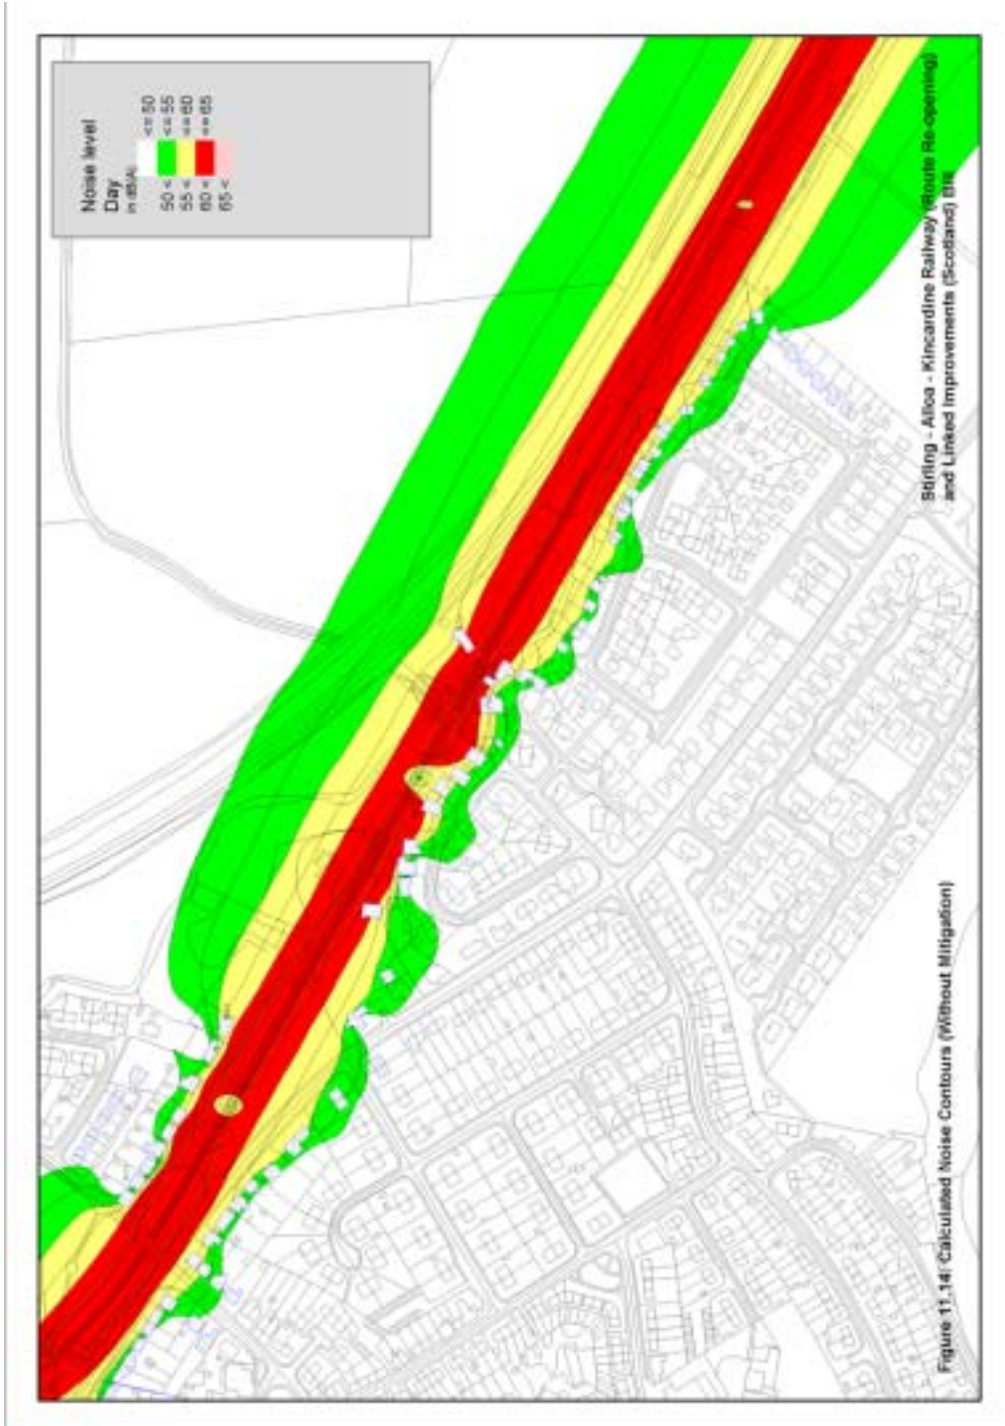 Noise level
Day
in dB(A)
<= 50
50 < <= 55
55 < <= 60
60 < <= 65
65 <
Figure 11.14: Calculated Noise Contours (Without Mitigation)
Stirling - Alloa - Kincardine Railway (Route Re-opening)
and Linked Improvements (Scotland) Bill